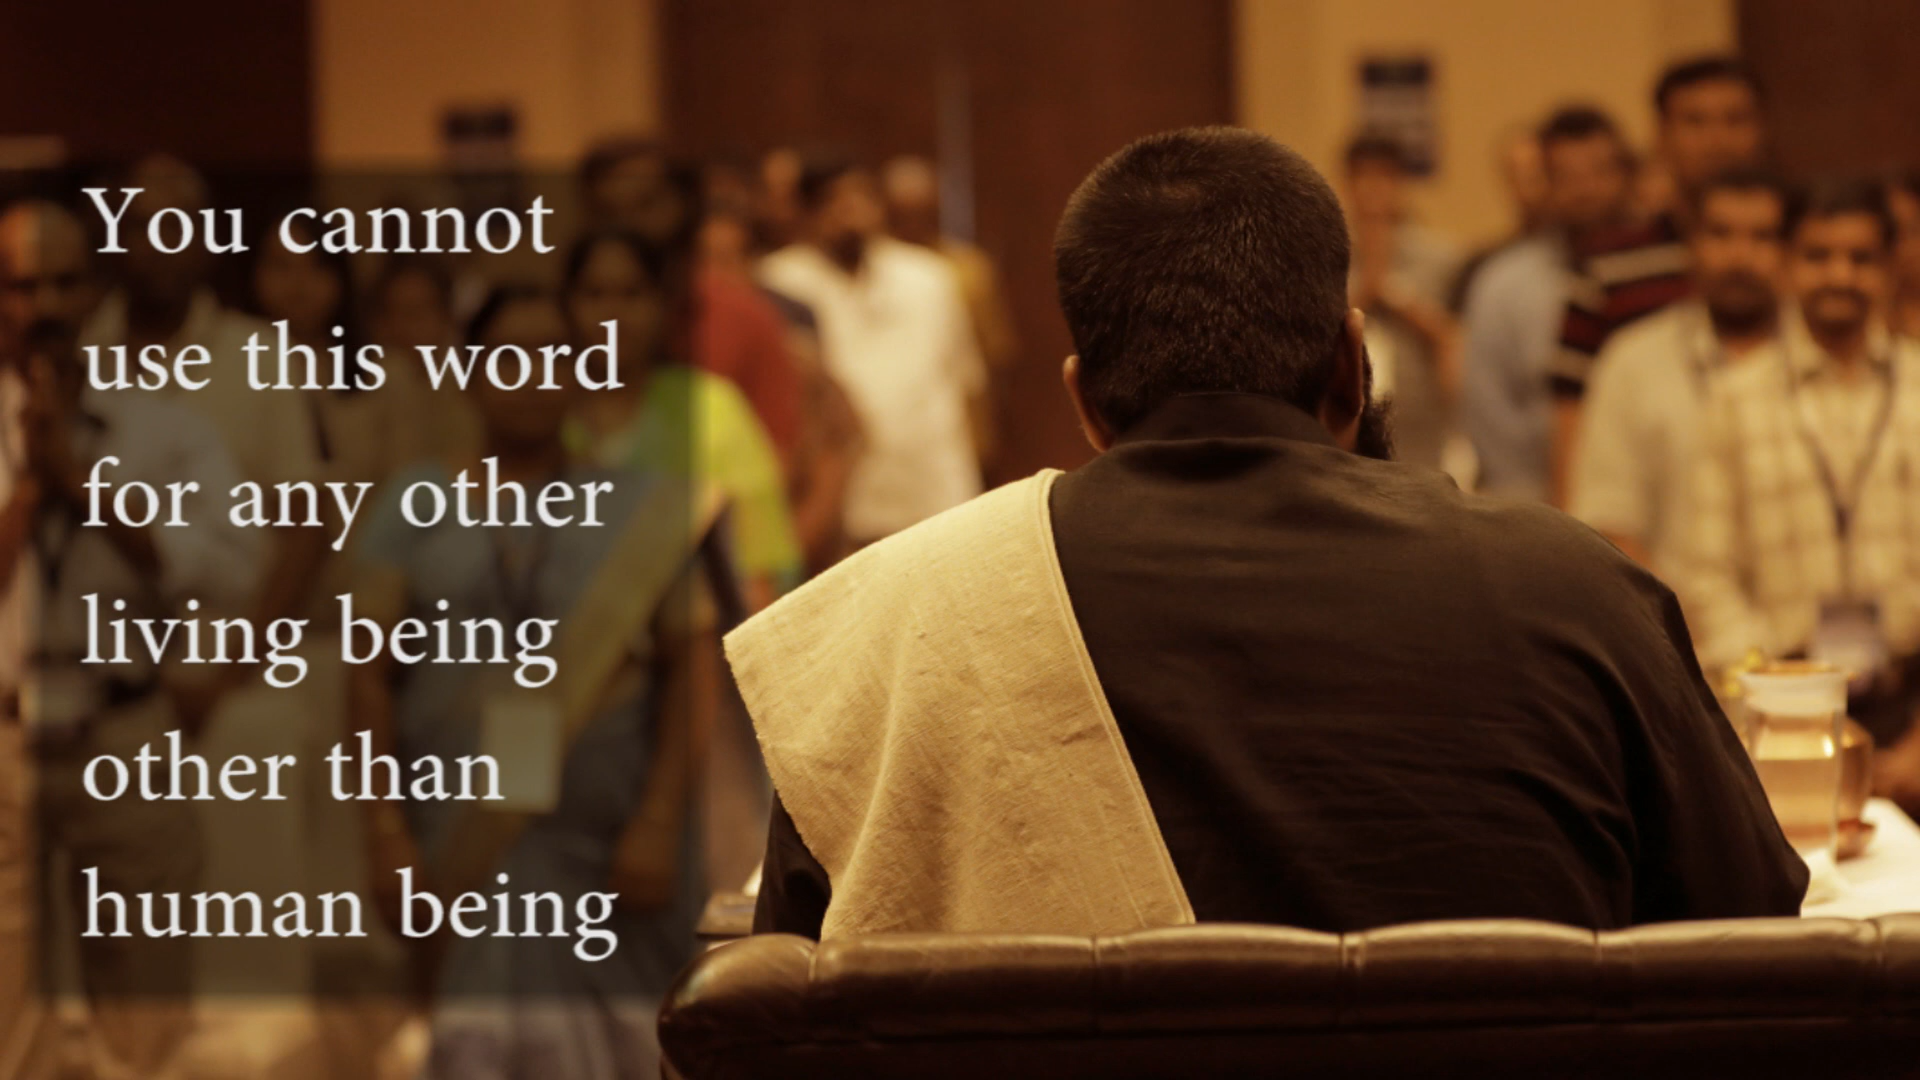 You cannot
use this word
for any other
living being
other than
human being